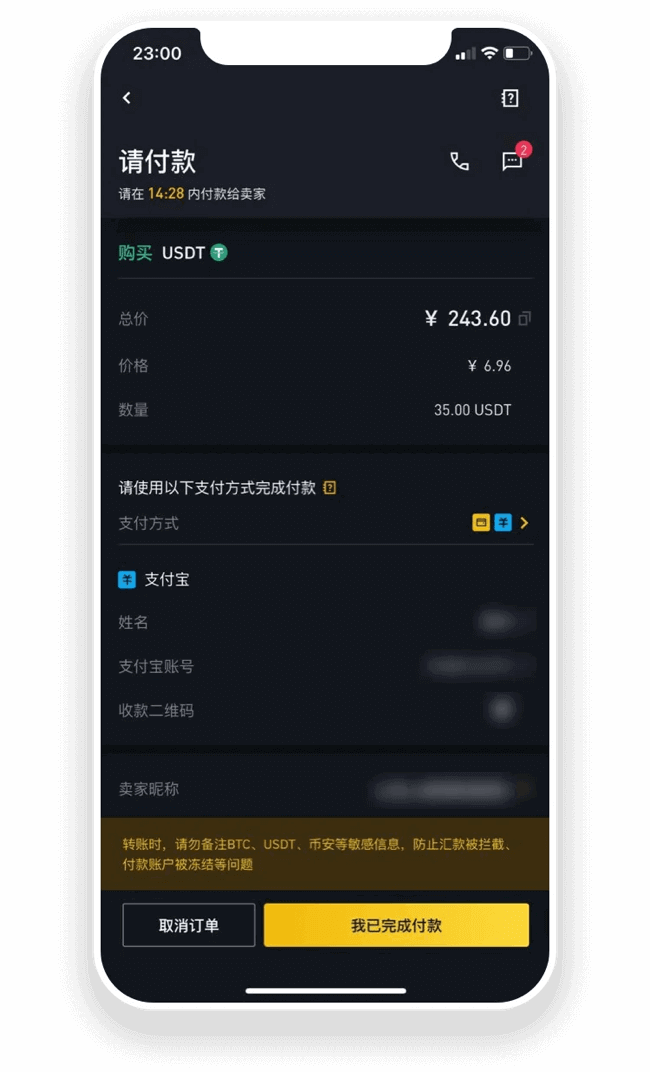 23:00
请付款
2
请在 14:28 内付款给卖家
购买 USDT
总价 ¥ 243.60
价格 ¥ 6.96
数量 35.00 USDT
请使用以下支付方式完成付款
支付方式
支付宝
姓名
支付宝账号
收款二维码
卖家昵称
转账时，请勿备注BTC、USDT、币安等敏感信息，防止汇款被拦截、
付款账户被冻结等问题
取消订单 我已完成付款